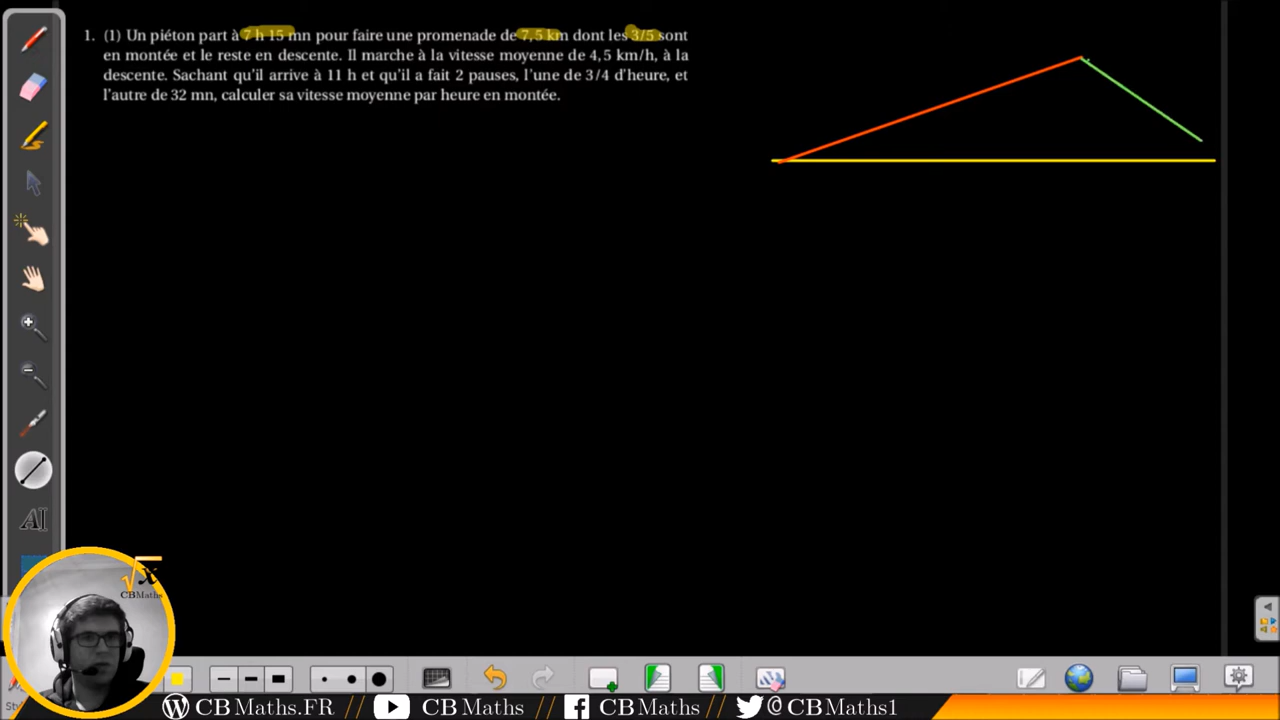 1. (1) Un piéton part à 7 h 15 mn pour faire une promenade de 7,5 km dont les 3/5 sont
en montée et le reste en descente. Il marche à la vitesse moyenne de 4,5 km/h, à la
descente. Sachant qu'il arrive à 11 h et qu'il a fait 2 pauses, l'une de 3/4 d'heure, et
l'autre de 32 mn, calculer sa vitesse moyenne par heure en montée.
AI
√x
CBMaths
CB Maths.FR // CB Maths // CB Maths // @CBMaths1